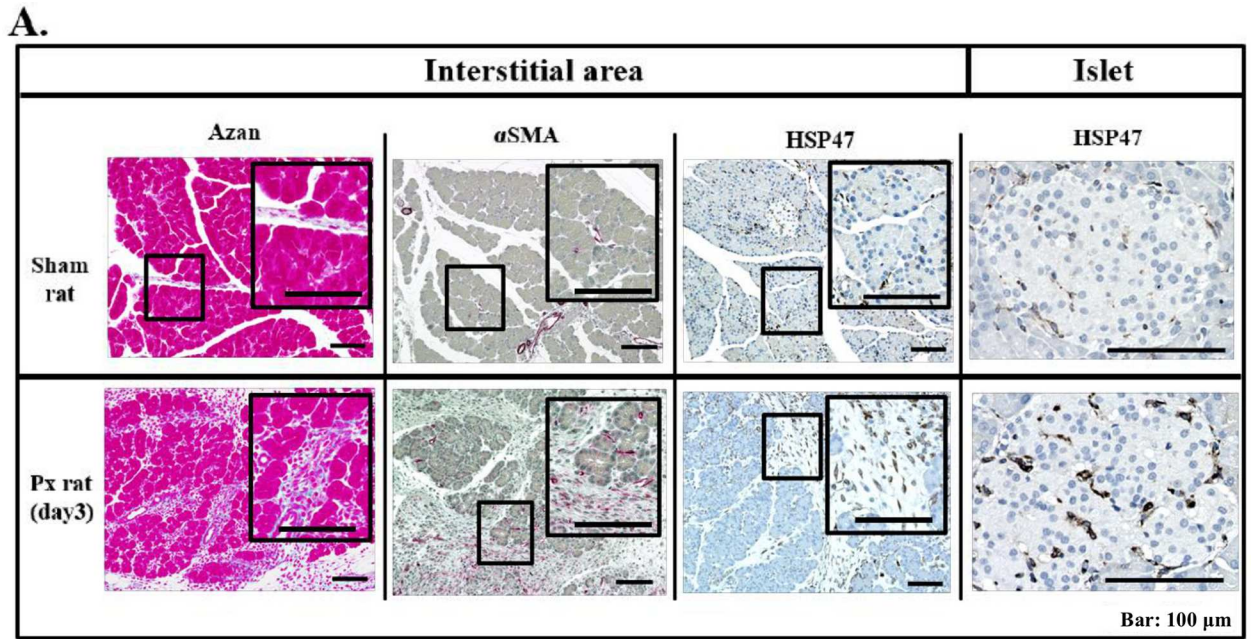 A.
Interstitial area
Islet
Azan
αSMA
HSP47
HSP47
Sham
rat
Px rat
(day3)
Bar: 100 μm